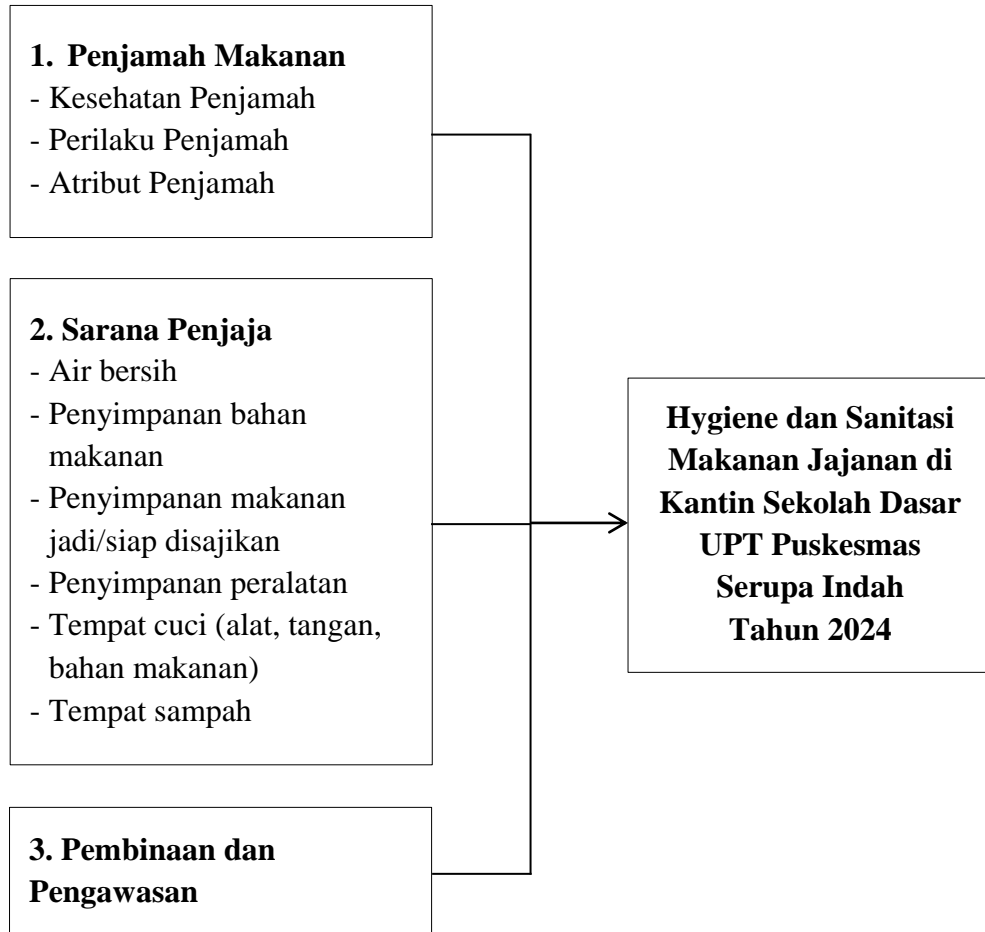 1. Penjamah Makanan
- Kesehatan Penjamah
- Perilaku Penjamah
- Atribut Penjamah
2. Sarana Penjaja
- Air bersih
- Penyimpanan bahan
makanan
- Penyimpanan makanan
jadi/siap disajikan
- Penyimpanan peralatan
- Tempat cuci (alat, tangan,
bahan makanan)
- Tempat sampah
3. Pembinaan dan
Pengawasan
Hygiene dan Sanitasi
Makanan Jajanan di
Kantin Sekolah Dasar
UPT Puskesmas
Serupa Indah
Tahun 2024